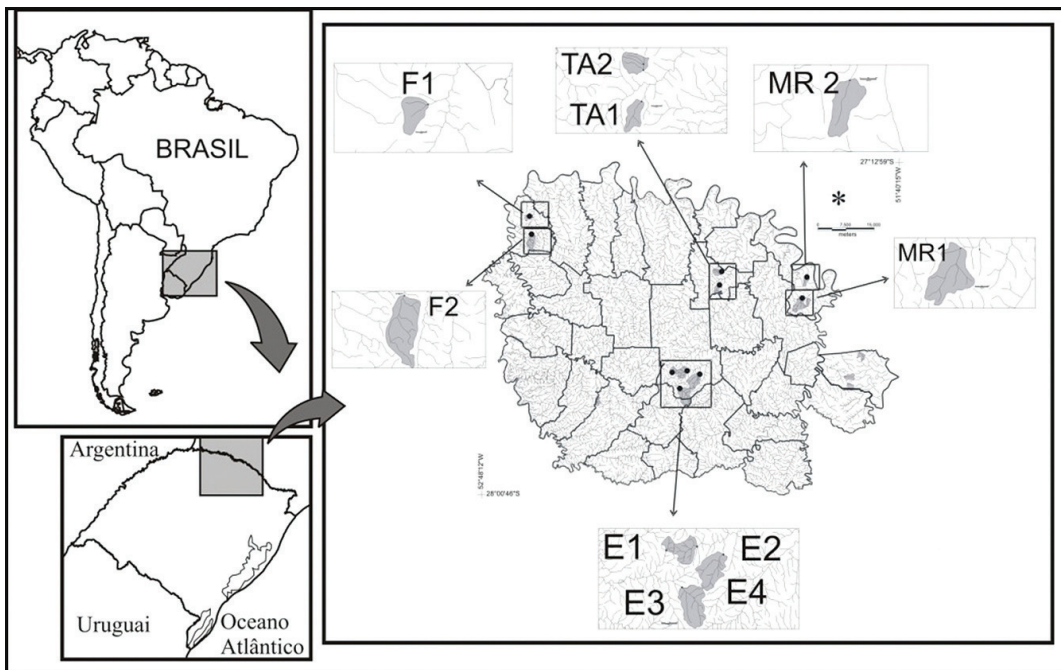 BRASIL
Argentina
Uruguai
Oceano
Atlântico
F1
TA2
TA1
MR 2
27°12'59"S
51°40'15"W
*
meters
MR1
F2
52°48'12"W
28°00'46"S
E1
E2
E3
E4